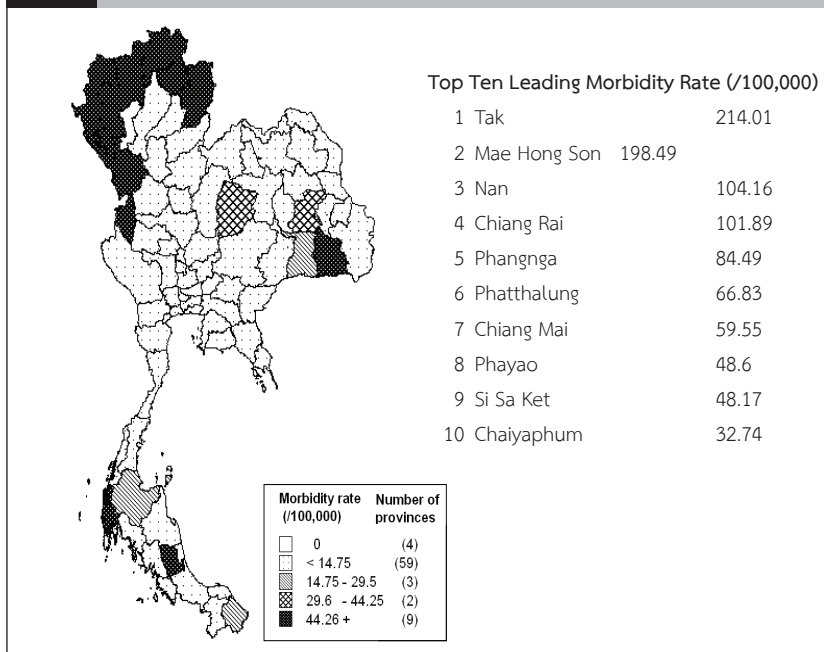 Top Ten Leading Morbidity Rate (/100,000)
1 Tak 214.01
2 Mae Hong Son 198.49
3 Nan 104.16
4 Chiang Rai 101.89
5 Phangnga 84.49
6 Phatthalung 66.83
7 Chiang Mai 59.55
8 Phayao 48.6
9 Si Sa Ket 48.17
10 Chaiyaphum 32.74
Morbidity rate Number of
(/100,000) provinces
0 (4)
< 14.75 (59)
14.75 - 29.5 (3)
29.6 - 44.25 (2)
44.26 + (9)